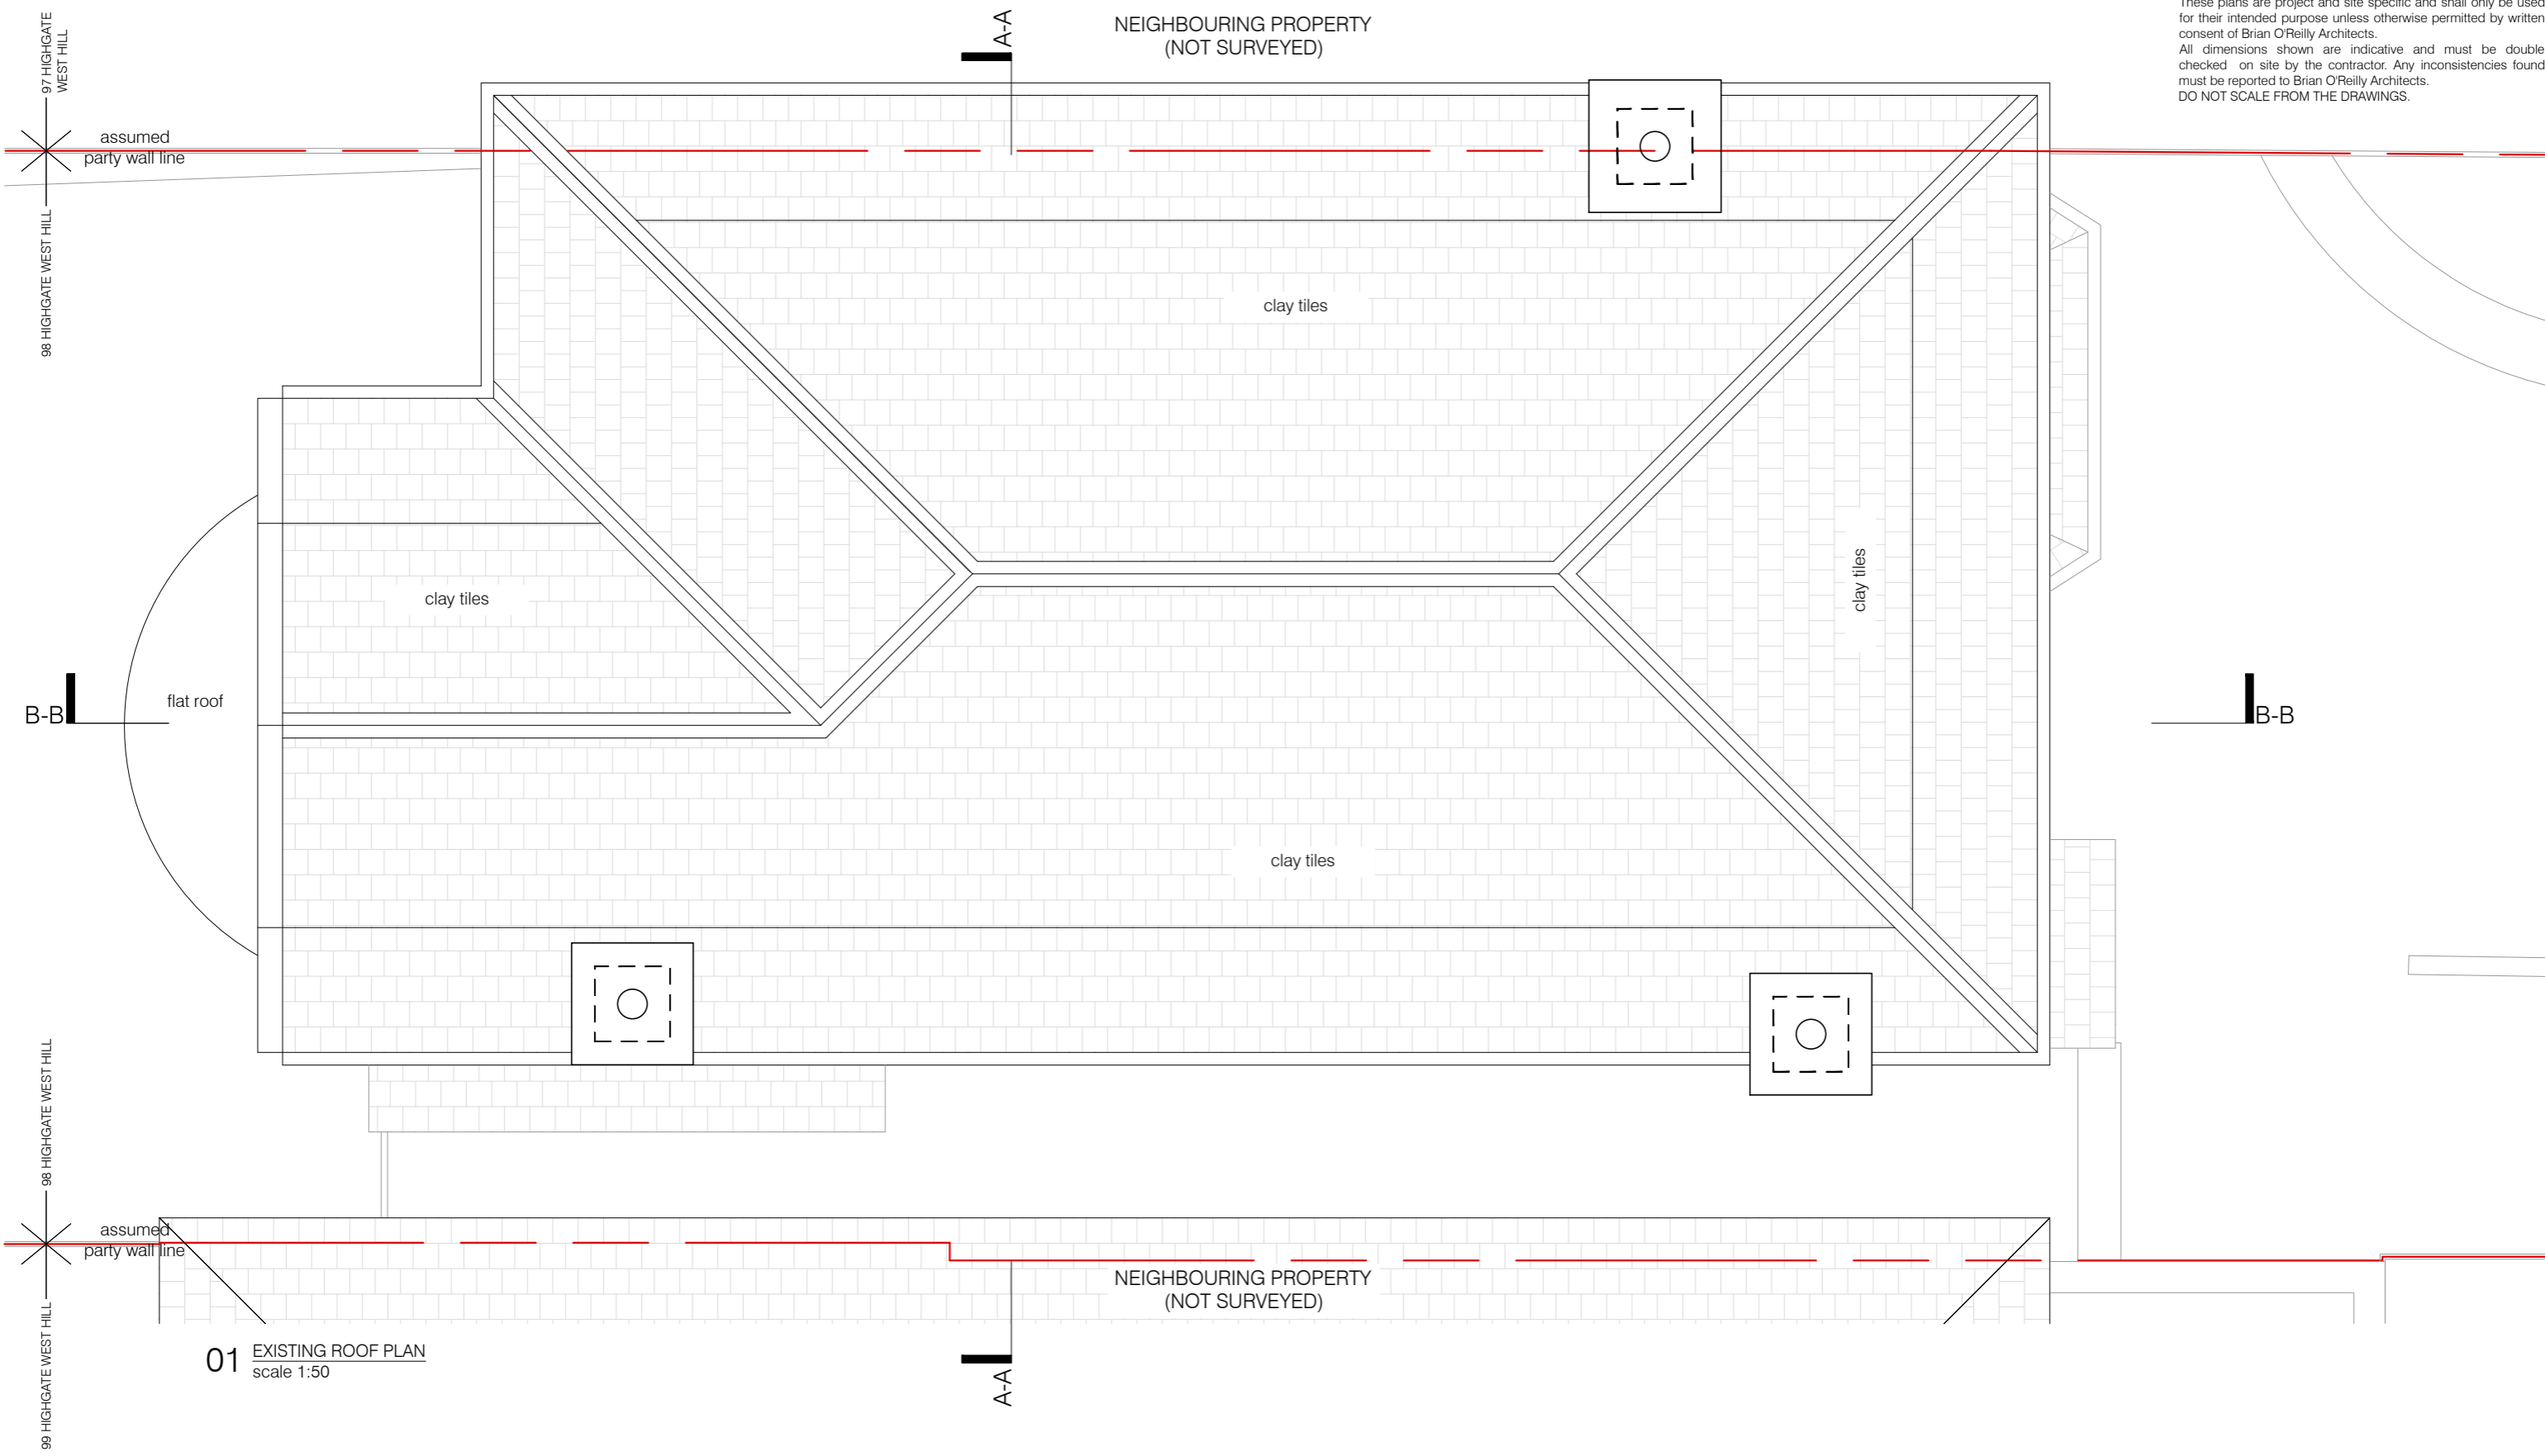 These plans are project and site specific and shall only be used
for their intended purpose unless otherwise permitted by written
consent of Brian O'Reilly Architects.
All dimensions shown are indicative and must be double
checked on site by the contractor. Any inconsistencies found
must be reported to Brian O'Reilly Architects.
DO NOT SCALE FROM THE DRAWINGS.
97 HIGHGATE
WEST HILL
A-A
NEIGHBOURING PROPERTY
(NOT SURVEYED)
assumed
party wall line
98 HIGHGATE WEST HILL
clay tiles
clay tiles
clay tiles
flat roof
B-B
B-B
clay tiles
98 HIGHGATE WEST HILL
assumed
party wall line
99 HIGHGATE WEST HILL
NEIGHBOURING PROPERTY
(NOT SURVEYED)
01 EXISTING ROOF PLAN
scale 1:50
A-A